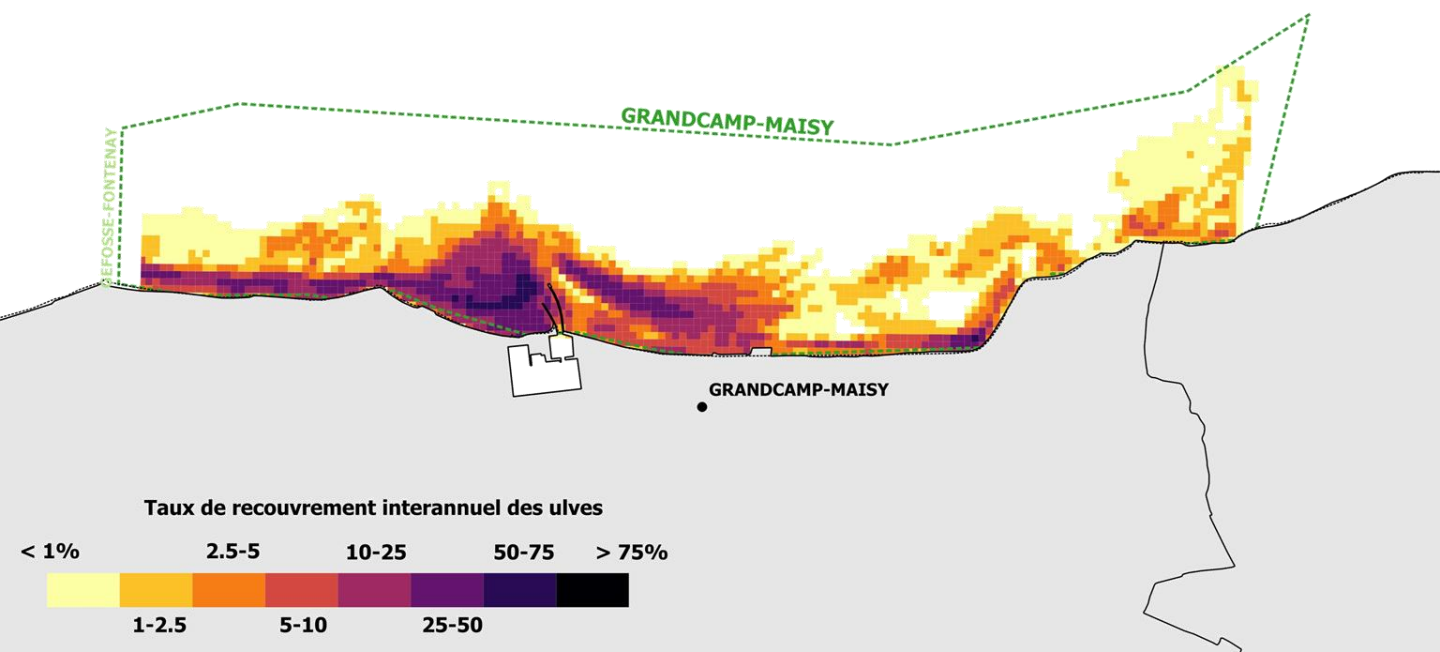 GRANDCAMP-MAISY
GEFOSSE-FONTENAY
GRANDCAMP-MAISY
Taux de recouvrement interannuel des ulves
< 1%
2.5-5
10-25
50-75
> 75%
1-2.5
5-10
25-50